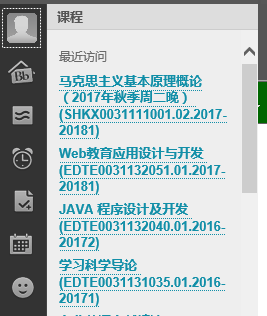 课程
最近访问
Bb
马克思主义基本原理概论
（2017年秋季周二晚）
(SHKX0031111001.02.2017-
20181)
Web教育应用设计与开发
(EDTE0031132051.01.2017-
20181)
JAVA 程序设计及开发
(EDTE0031132040.01.2016-
20172)
学习科学导论
(EDTE0031131035.01.2016-
20171)